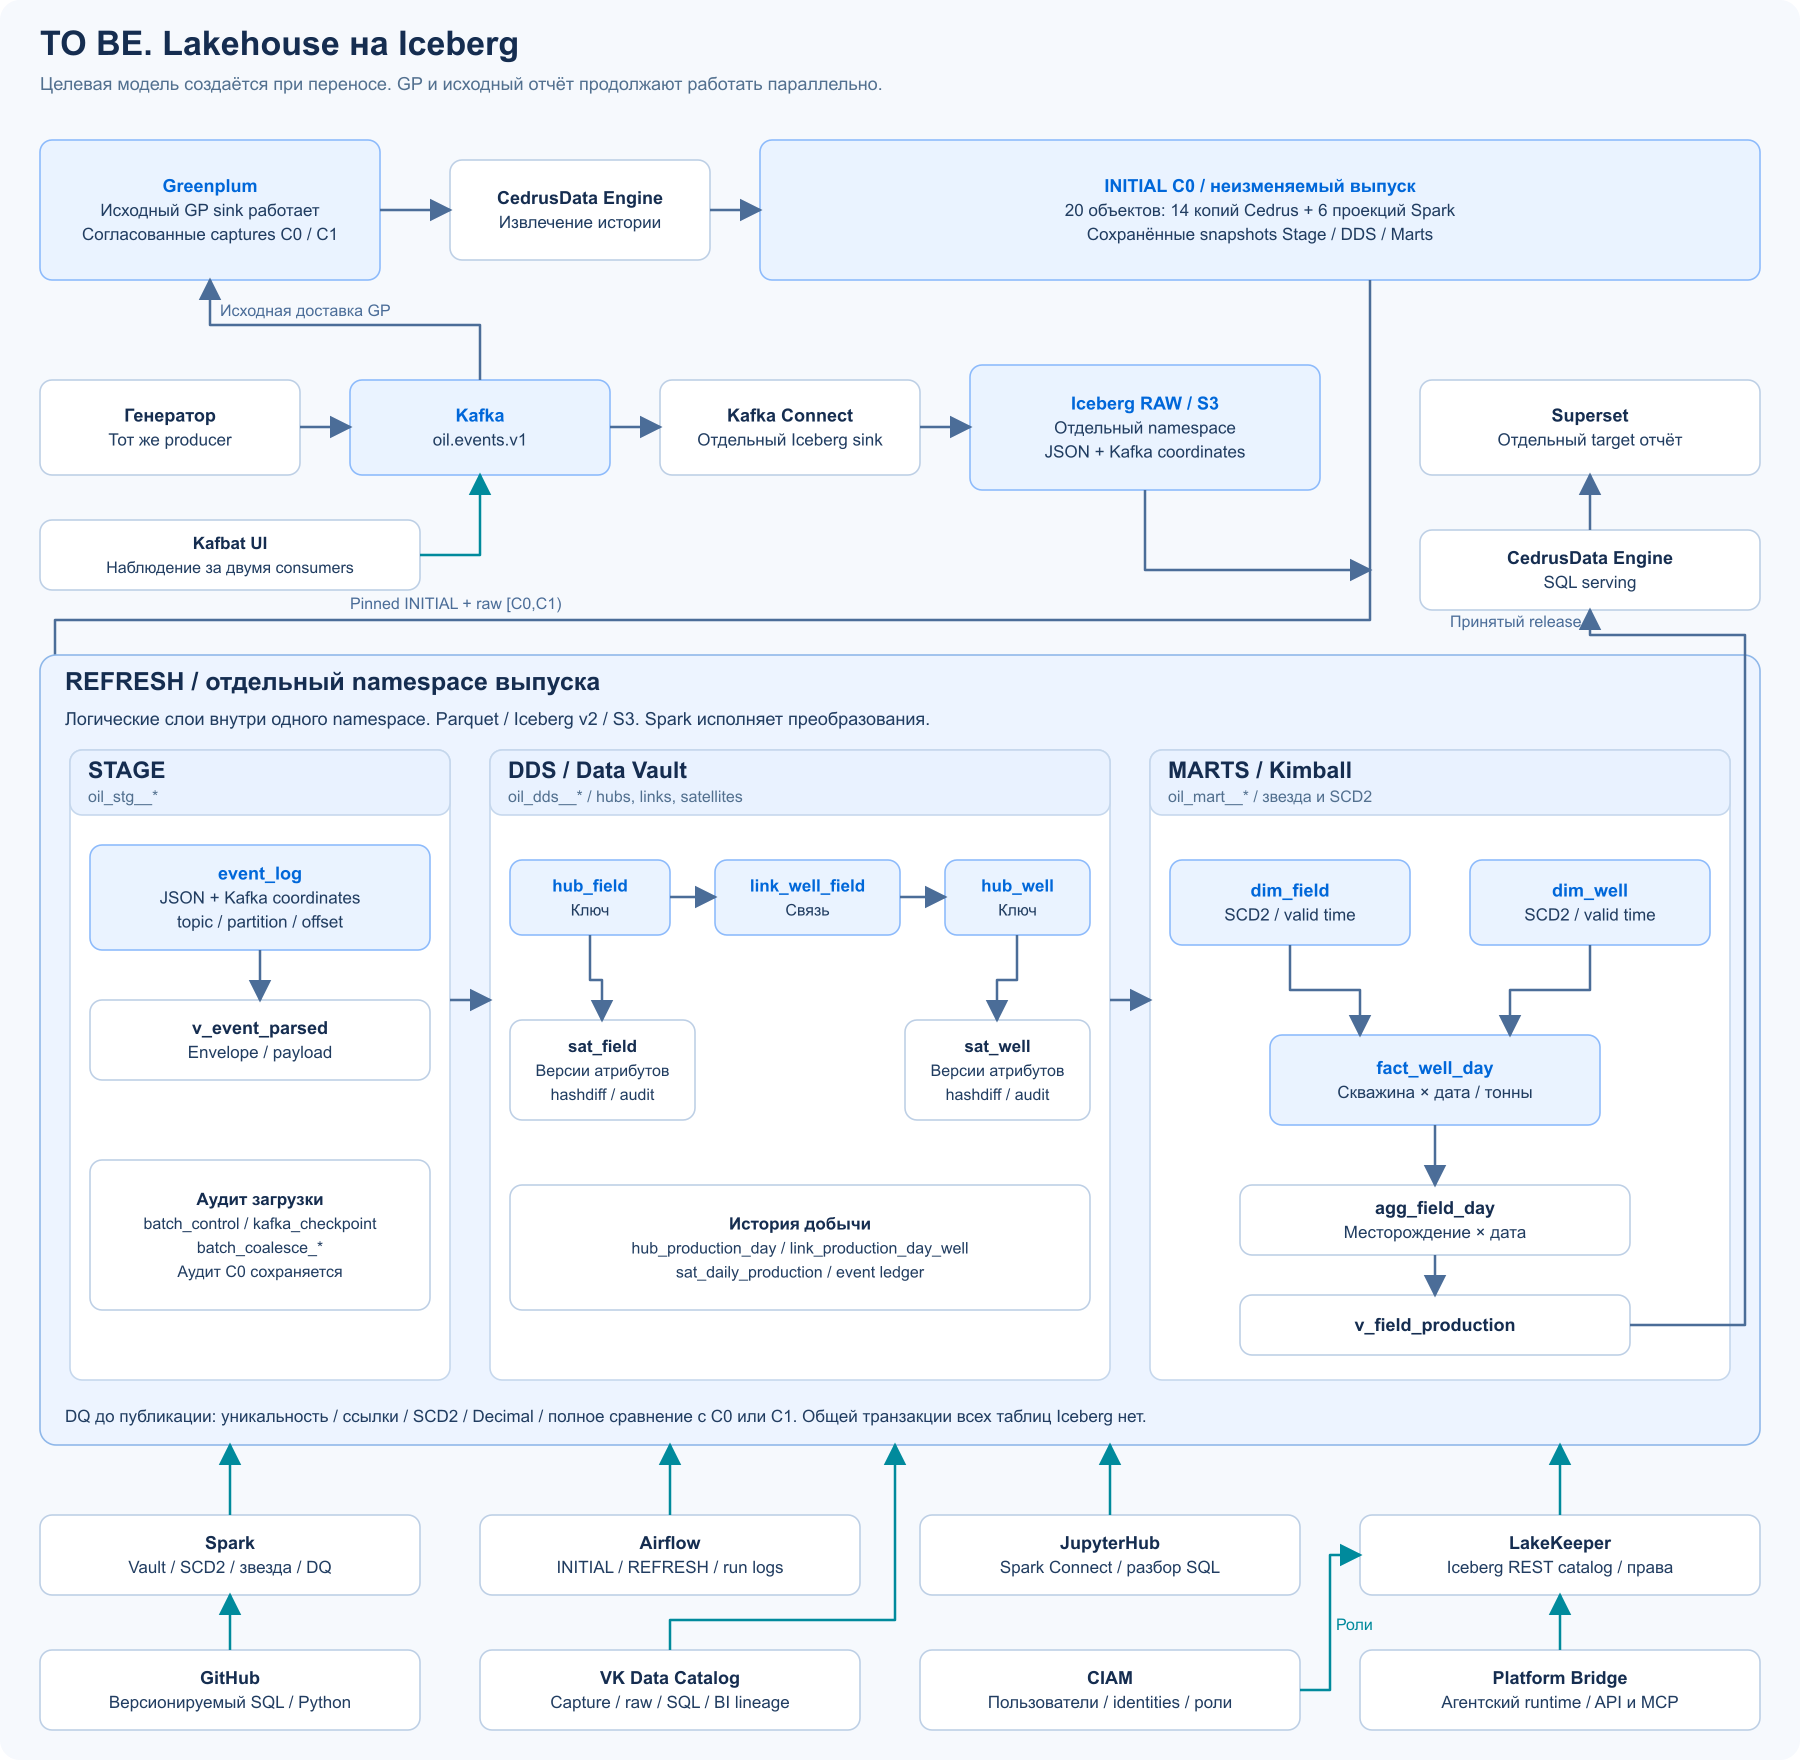 TO BE. Lakehouse на Iceberg
Целевая модель создаётся при переносе. GP и исходный отчёт продолжают работать параллельно.
Greenplum
Исходный GP sink работает
Согласованные captures C0 / C1
CedrusData Engine
Извлечение истории
INITIAL C0 / неизменяемый выпуск
20 объектов: 14 копий Cedrus + 6 проекций Spark
Сохранённые snapshots Stage / DDS / Marts
Исходная доставка GP
Генератор
Тот же producer
Kafka
oil.events.v1
Kafka Connect
Отдельный Iceberg sink
Iceberg RAW / S3
Отдельный namespace
JSON + Kafka coordinates
Superset
Отдельный target отчёт
Kafbat UI
Наблюдение за двумя consumers
CedrusData Engine
SQL serving
Pinned INITIAL + raw [C0,C1)
Принятый release
REFRESH / отдельный namespace выпуска
Логические слои внутри одного namespace. Parquet / Iceberg v2 / S3. Spark исполняет преобразования.
STAGE
oil_stg__*
event_log
JSON + Kafka coordinates
topic / partition / offset
v_event_parsed
Envelope / payload
Аудит загрузки
batch_control / kafka_checkpoint
batch_coalesce_*
Аудит C0 сохраняется
DDS / Data Vault
oil_dds__* / hubs, links, satellites
hub_field
Ключ
link_well_field
Связь
hub_well
Ключ
sat_field
Версии атрибутов
hashdiff / audit
sat_well
Версии атрибутов
hashdiff / audit
История добычи
hub_production_day / link_production_day_well
sat_daily_production / event ledger
MARTS / Kimball
oil_mart__* / звезда и SCD2
dim_field
SCD2 / valid time
dim_well
SCD2 / valid time
fact_well_day
Скважина × дата / тонны
agg_field_day
Месторождение × дата
v_field_production
DQ до публикации: уникальность / ссылки / SCD2 / Decimal / полное сравнение с C0 или C1. Общей транзакции всех таблиц Iceberg нет.
Spark
Vault / SCD2 / звезда / DQ
Airflow
INITIAL / REFRESH / run logs
JupyterHub
Spark Connect / разбор SQL
LakeKeeper
Iceberg REST catalog / права
Роли
GitHub
Версионируемый SQL / Python
VK Data Catalog
Capture / raw / SQL / BI lineage
CIAM
Пользователи / identities / роли
Platform Bridge
Агентский runtime / API и MCP